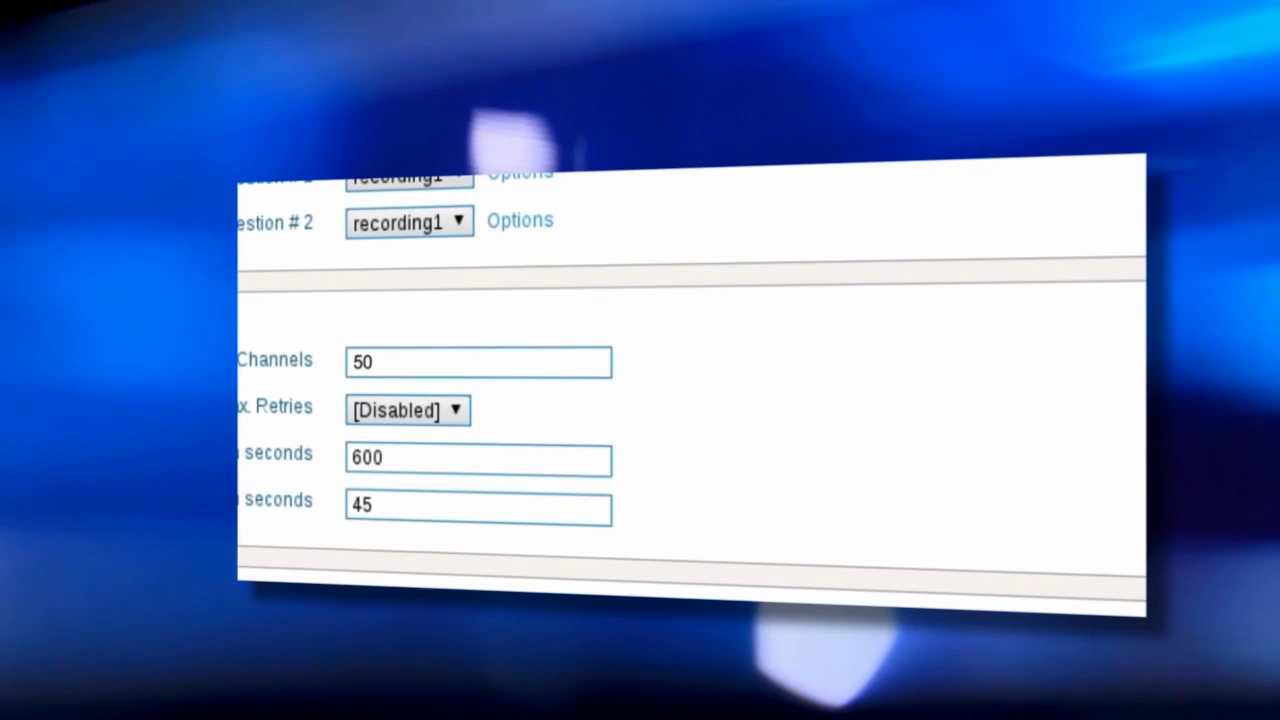 recording1 Options
estion # 2 recording1 Options
Channels 50
x. Retries [Disabled]
seconds 600
seconds 45